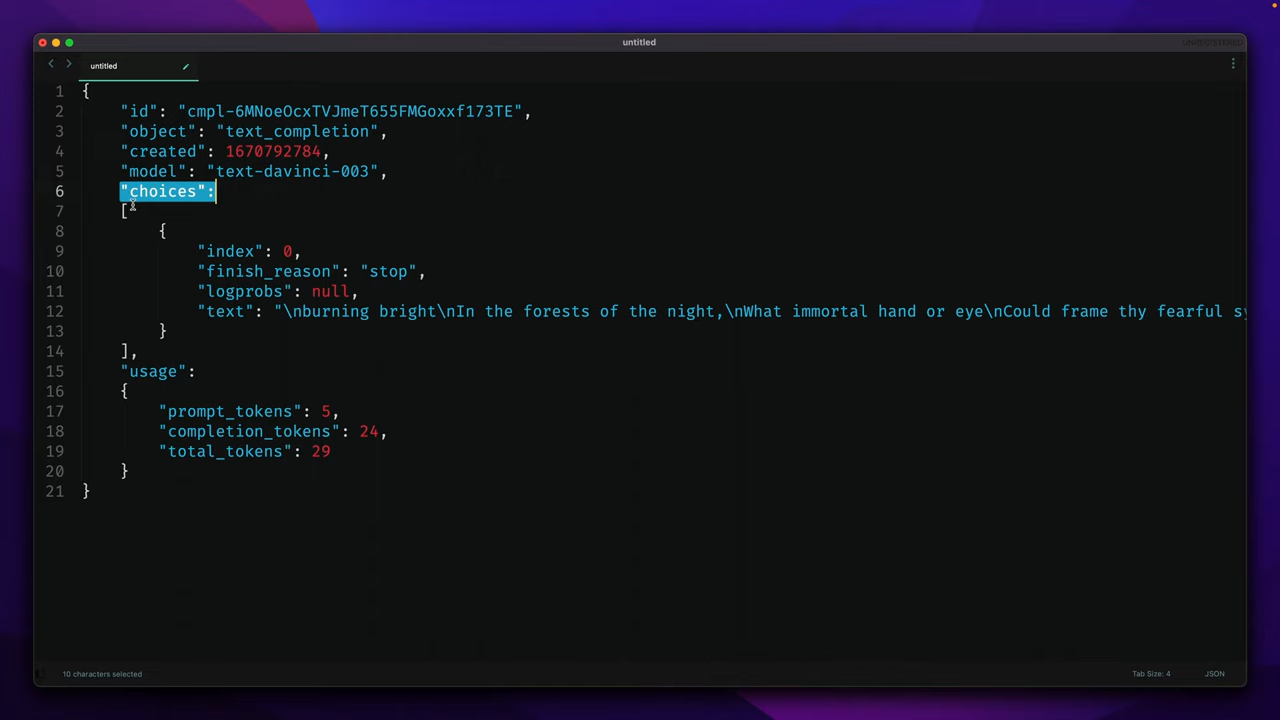 untitled
UNREGISTERED
untitled
1 {
2 "id": "cmpl-6MNoeOcxTVJmeT655FMGoxxf173TE",
3 "object": "text_completion",
4 "created": 1670792784,
5 "model": "text-davinci-003",
6 "choices":
7 [
8 {
9 "index": 0,
10 "finish_reason": "stop",
11 "logprobs": null,
12 "text": "\nburning bright\nIn the forests of the night,\nWhat immortal hand or eye\nCould frame thy fearful
13 }
14 ],
15 "usage":
16 {
17 "prompt_tokens": 5,
18 "completion_tokens": 24,
19 "total_tokens": 29
20 }
21 }
10 characters selected
Tab Size: 4
JSON